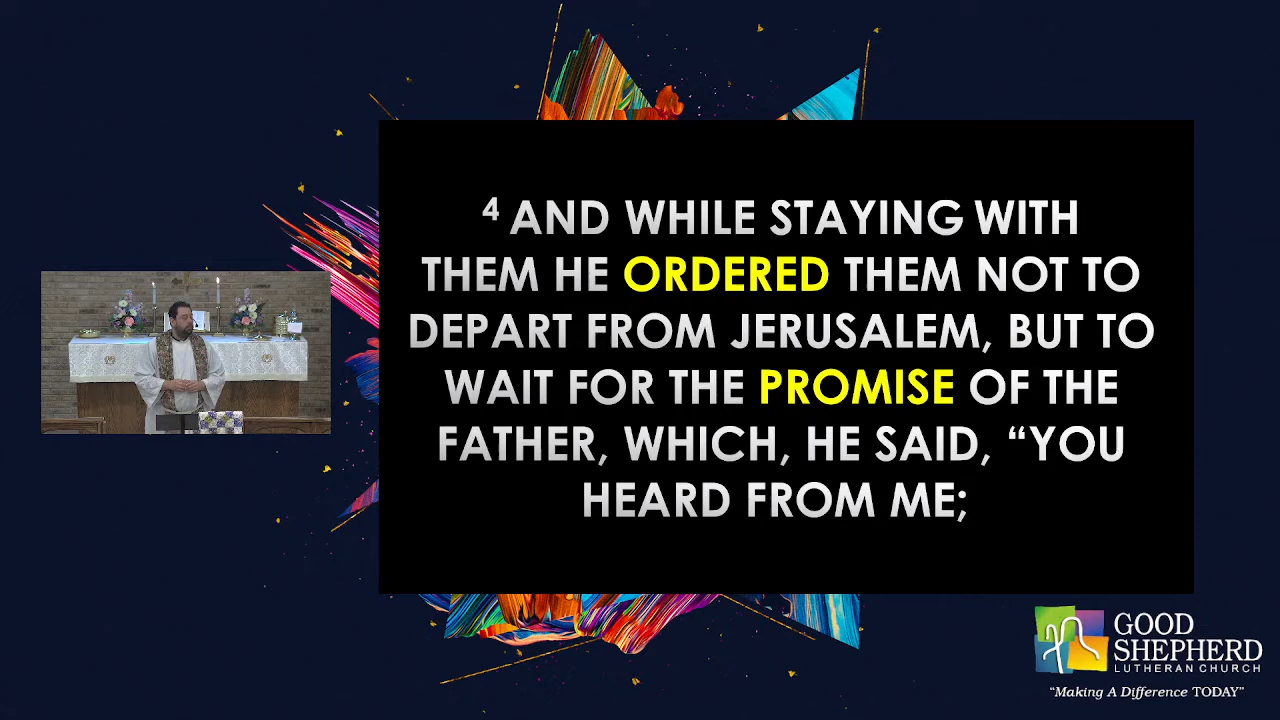 4 AND WHILE STAYING WITH
THEM HE ORDERED THEM NOT TO
DEPART FROM JERUSALEM, BUT TO
WAIT FOR THE PROMISE OF THE
FATHER, WHICH, HE SAID, “YOU
HEARD FROM ME;
GOOD
SHEPHERD
LUTHERAN CHURCH
“Making A Difference TODAY”